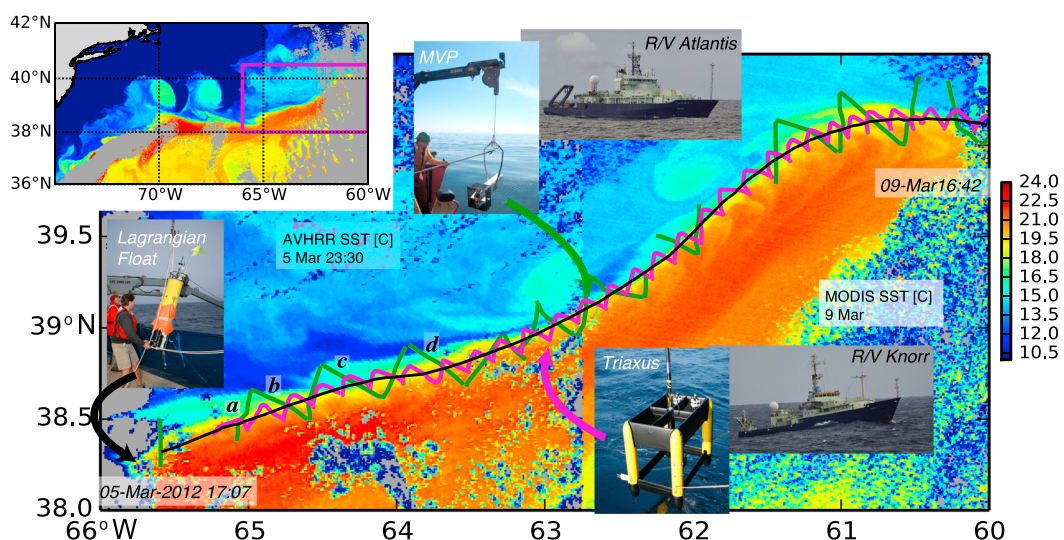 42°N
40°N
38°N
36°N
70°W
65°W
60°W
MVP
R/V Atlantis
09-Mar16:42
24.0
22.5
21.0
19.5
18.0
16.5
15.0
13.5
12.0
10.5
39.5
39°N
38.5
38.0
Lagrangian
Float
AVHRR SST [C]
5 Mar 23:30
MODIS SST [C]
9 Mar
a
b
c
d
Triaxus
R/V Knorr
05-Mar-2012 17:07
66°W
65
64
63
62
61
60